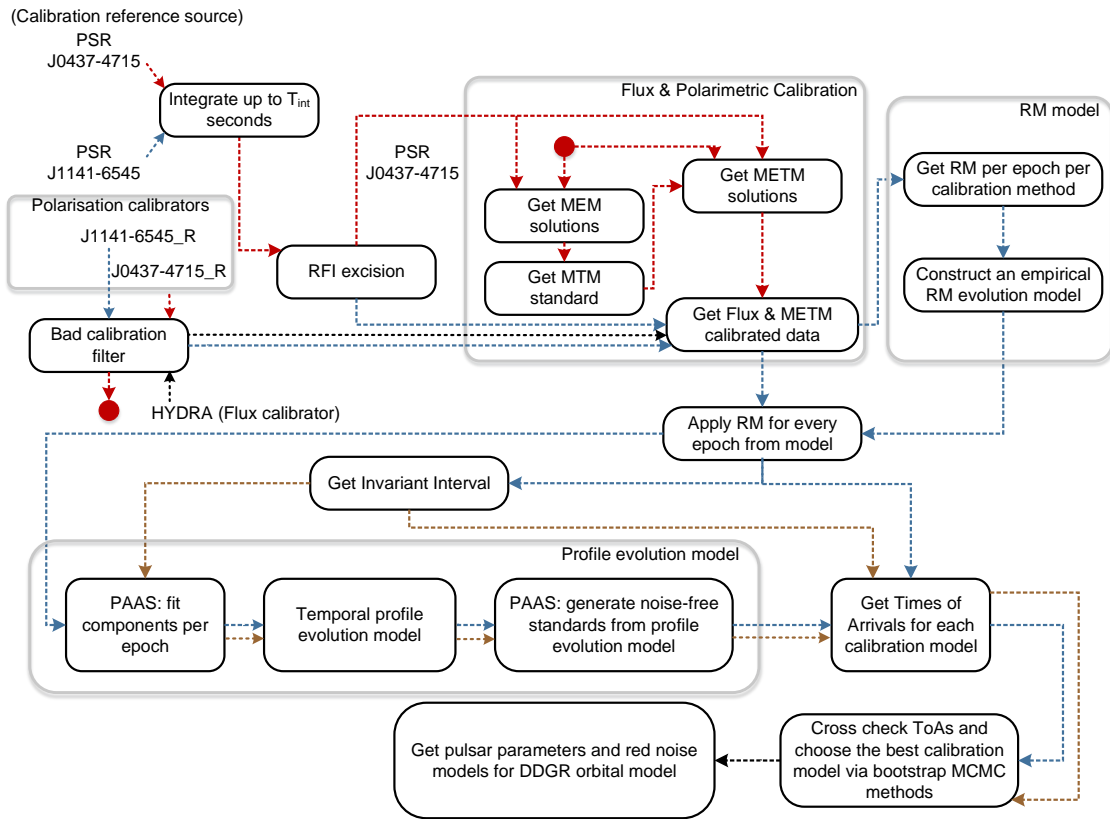 (Calibration reference source)
PSR
J0437-4715
Integrate up to Tint
seconds
PSR
J1141-6545
Polarisation calibrators
J1141-6545_R
J0437-4715_R
Bad calibration
filter
HYDRA (Flux calibrator)
RFI excision
PSR
J0437-4715
Flux & Polarimetric Calibration
Get MEM
solutions
Get METM
solutions
Get MTM
standard
Get Flux & METM
calibrated data
RM model
Get RM per epoch per
calibration method
Construct an empirical
RM evolution model
Apply RM for every
epoch from model
Get Invariant Interval
Profile evolution model
PAAS: fit
components per
epoch
Temporal profile
evolution model
PAAS: generate noise-free
standards from profile
evolution model
Get Times of
Arrivals for each
calibration model
Cross check ToAs and
choose the best calibration
model via bootstrap MCMC
methods
Get pulsar parameters and red noise
models for DDGR orbital model